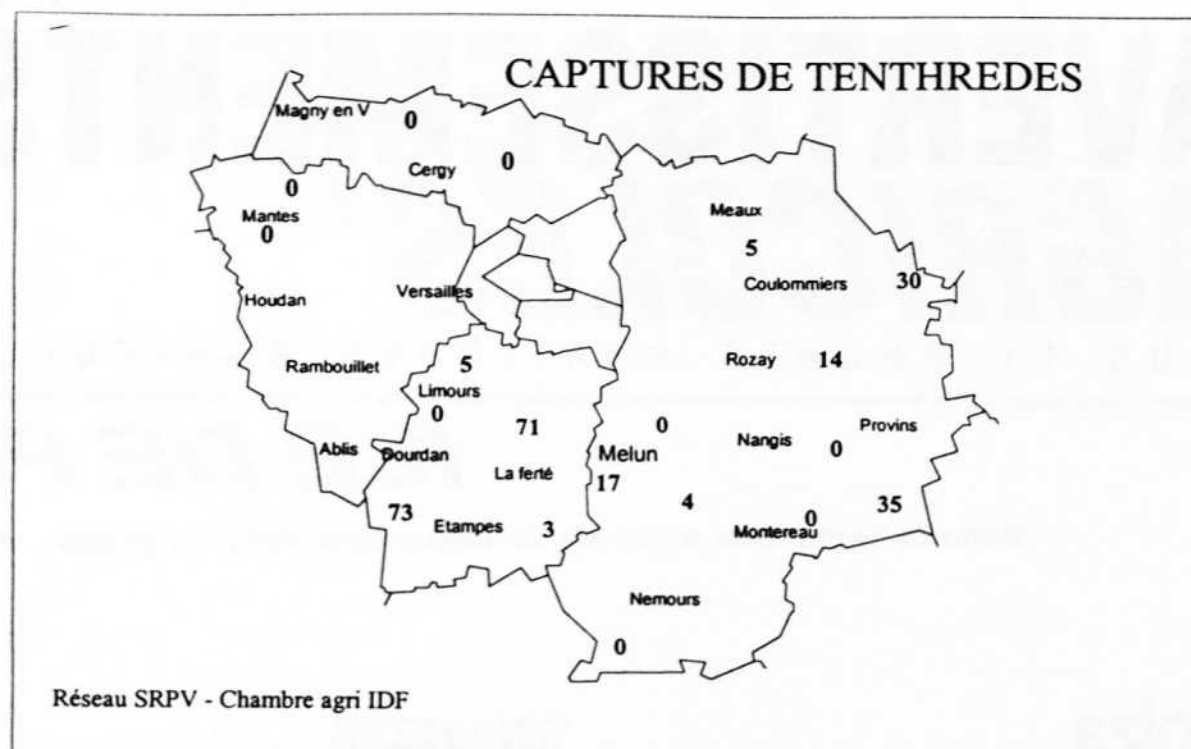 CAPTURES DE TENTHREDES
Magny en V
0
0
Cergy
0
Mantes
0
Meaux
5
Coulommiers
30
Houdan
Versailles
Rambouillet
5
Limours
0
71
Rozay
14
0
Nangis
0
Provins
Ablis
Dourdan
La ferté
Melun
17
73
Etampes
3
4
0
Montereau
35
Nemours
0
Réseau SRPV - Chambre agri IDF